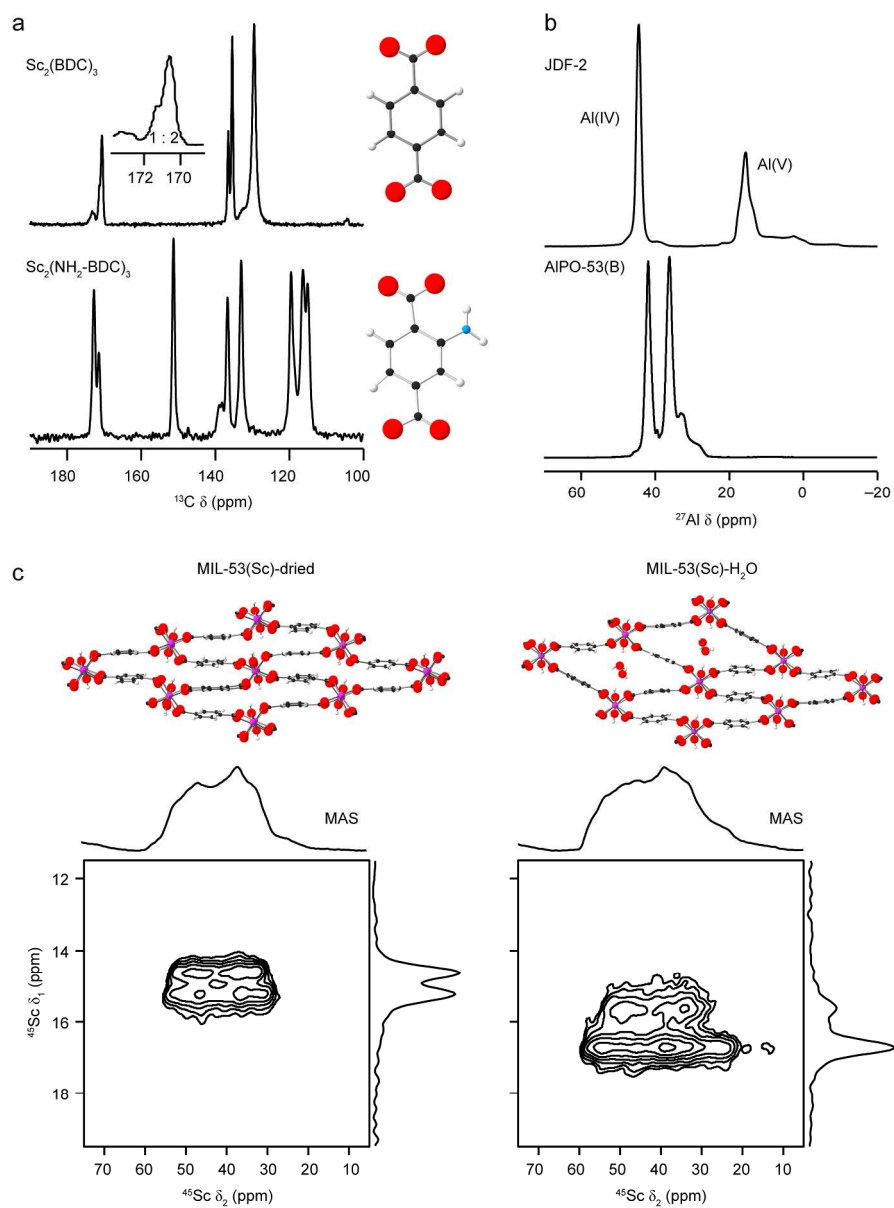 a
Sc₂(BDC)₃
1 : 2
172 170
Sc₂(NH₂-BDC)₃
180 160 140 120 100
¹³C δ (ppm)
b
JDF-2
Al(IV)
Al(V)
AlPO-53(B)
60 40 20 0 –20
²⁷Al δ (ppm)
c
MIL-53(Sc)-dried
MAS
12
14
16
18
⁴⁵Sc δ₁ (ppm)
70 60 50 40 30 20 10
⁴⁵Sc δ₂ (ppm)
MIL-53(Sc)-H₂O
MAS
70 60 50 40 30 20 10
⁴⁵Sc δ₂ (ppm)